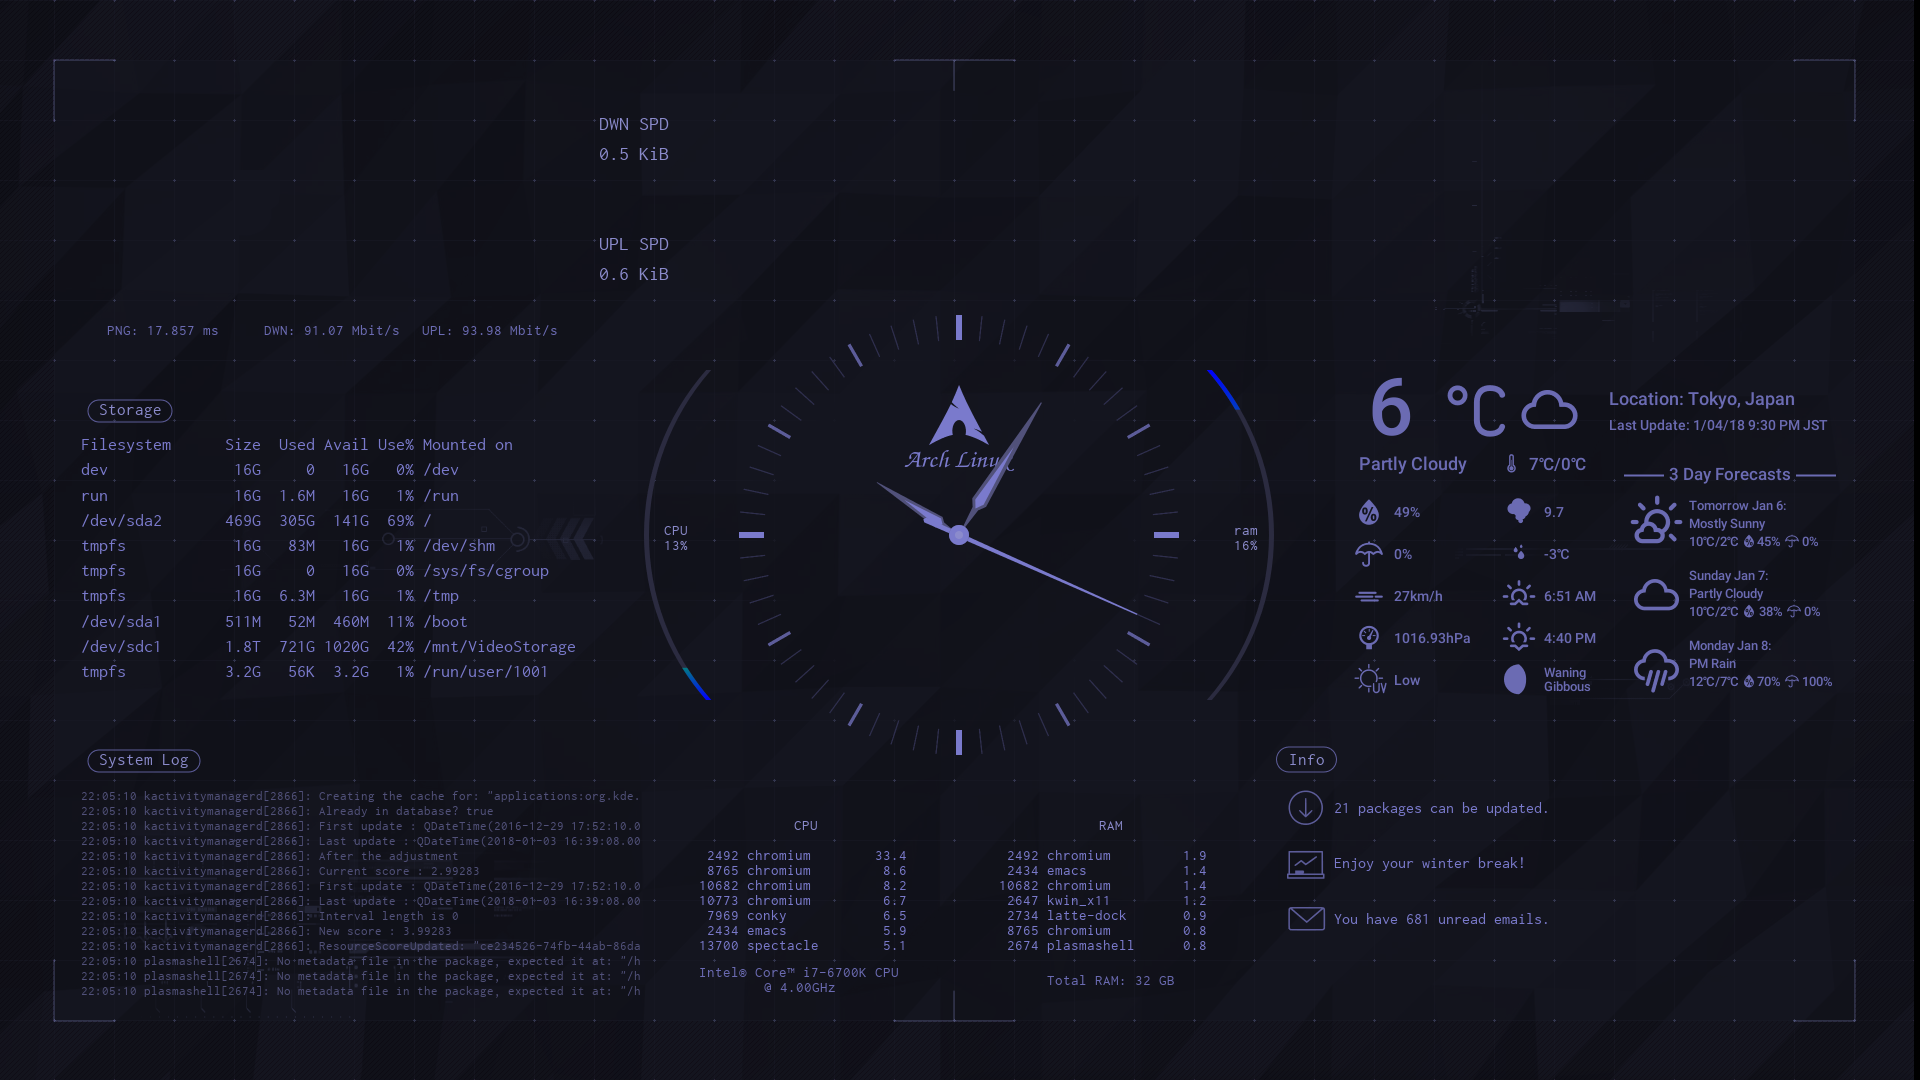 DWN SPD
0.5 KiB
UPL SPD
0.6 KiB
PNG: 17.857 ms DWN: 91.07 Mbit/s UPL: 93.98 Mbit/s
Storage
Filesystem Size Used Avail Use% Mounted on
dev 16G 0 16G 0% /dev
run 16G 1.6M 16G 1% /run
/dev/sda2 469G 305G 141G 69% /
tmpfs 16G 83M 16G 1% /dev/shm
tmpfs 16G 0 16G 0% /sys/fs/cgroup
tmpfs 16G 6.3M 16G 1% /tmp
/dev/sda1 511M 52M 460M 11% /boot
/dev/sdc1 1.8T 721G 1020G 42% /mnt/VideoStorage
tmpfs 3.2G 56K 3.2G 1% /run/user/1001
Arch Linux
CPU
13%
ram
16%
6 °C
Location: Tokyo, Japan
Last Update: 1/04/18 9:30 PM JST
Partly Cloudy 7°C/0°C
49% 9.7
0% -3°C
27km/h 6:51 AM
1016.93hPa 4:40 PM
UV Low Waning
Gibbous
3 Day Forecasts
Tomorrow Jan 6:
Mostly Sunny
10°C/2°C 45% 0%
Sunday Jan 7:
Partly Cloudy
10°C/2°C 38% 0%
Monday Jan 8:
PM Rain
12°C/7°C 70% 100%
System Log
22:05:10 kactivitymanagerd[2866]: Creating the cache for: "applications:org.kde.
22:05:10 kactivitymanagerd[2866]: Already in database? true
22:05:10 kactivitymanagerd[2866]: First update : QDateTime(2016-12-29 17:52:10.0
22:05:10 kactivitymanagerd[2866]: Last update : QDateTime(2018-01-03 16:39:08.00
22:05:10 kactivitymanagerd[2866]: After the adjustment
22:05:10 kactivitymanagerd[2866]: Current score : 2.99283
22:05:10 kactivitymanagerd[2866]: First update : QDateTime(2016-12-29 17:52:10.0
22:05:10 kactivitymanagerd[2866]: Last update : QDateTime(2018-01-03 16:39:08.00
22:05:10 kactivitymanagerd[2866]: Interval length is 0
22:05:10 kactivitymanagerd[2866]: New score : 3.99283
22:05:10 kactivitymanagerd[2866]: ResourceScoreUpdated: "ce234526-74fb-44ab-86da
22:05:10 plasmashell[2674]: No metadata file in the package, expected it at: "/h
22:05:10 plasmashell[2674]: No metadata file in the package, expected it at: "/h
22:05:10 plasmashell[2674]: No metadata file in the package, expected it at: "/h
CPU
2492 chromium 33.4
8765 chromium 8.6
10682 chromium 8.2
10773 chromium 6.7
7969 conky 6.5
2434 emacs 5.9
13700 spectacle 5.1
Intel® Core™ i7-6700K CPU
@ 4.00GHz
RAM
2492 chromium 1.9
2434 emacs 1.4
10682 chromium 1.4
2647 kwin_x11 1.2
2734 latte-dock 0.9
8765 chromium 0.8
2674 plasmashell 0.8
Total RAM: 32 GB
Info
21 packages can be updated.
Enjoy your winter break!
You have 681 unread emails.